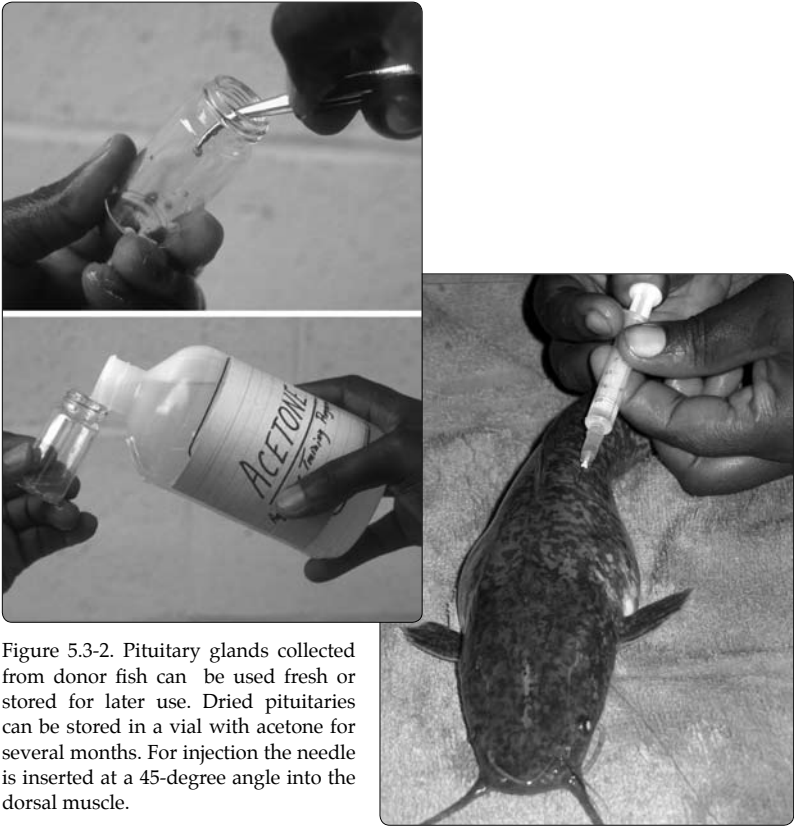 ACETONE
Training
Figure 5.3-2. Pituitary glands collected
from donor fish can be used fresh or
stored for later use. Dried pituitaries
can be stored in a vial with acetone for
several months. For injection the needle
is inserted at a 45-degree angle into the
dorsal muscle.